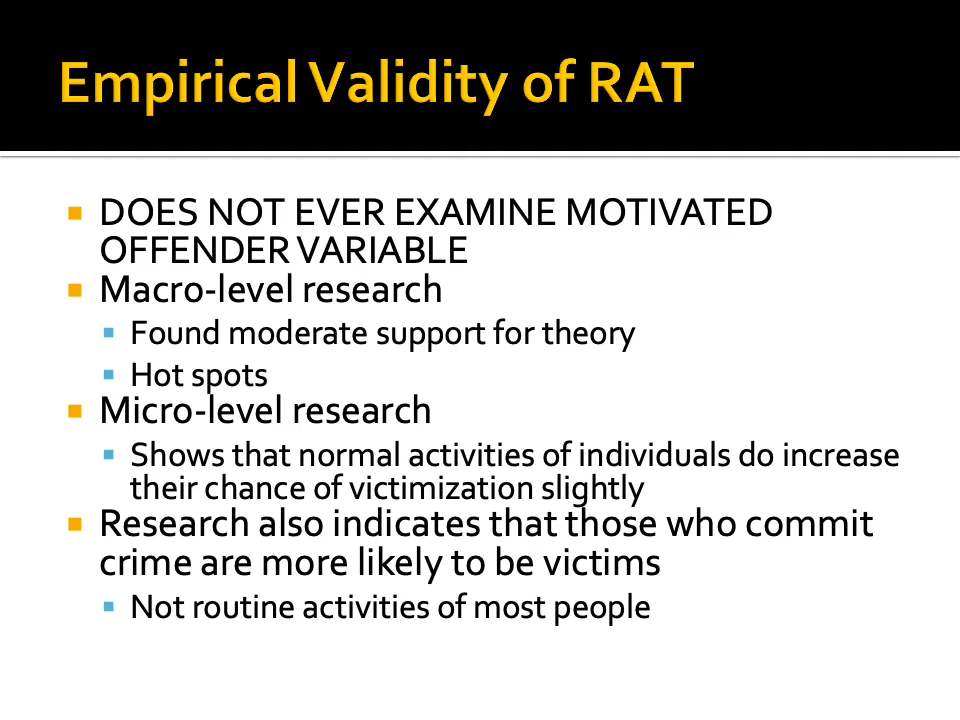 Empirical Validity of RAT
DOES NOT EVER EXAMINE MOTIVATED
OFFENDER VARIABLE
Macro-level research
Found moderate support for theory
Hot spots
Micro-level research
Shows that normal activities of individuals do increase
their chance of victimization slightly
Research also indicates that those who commit
crime are more likely to be victims
Not routine activities of most people